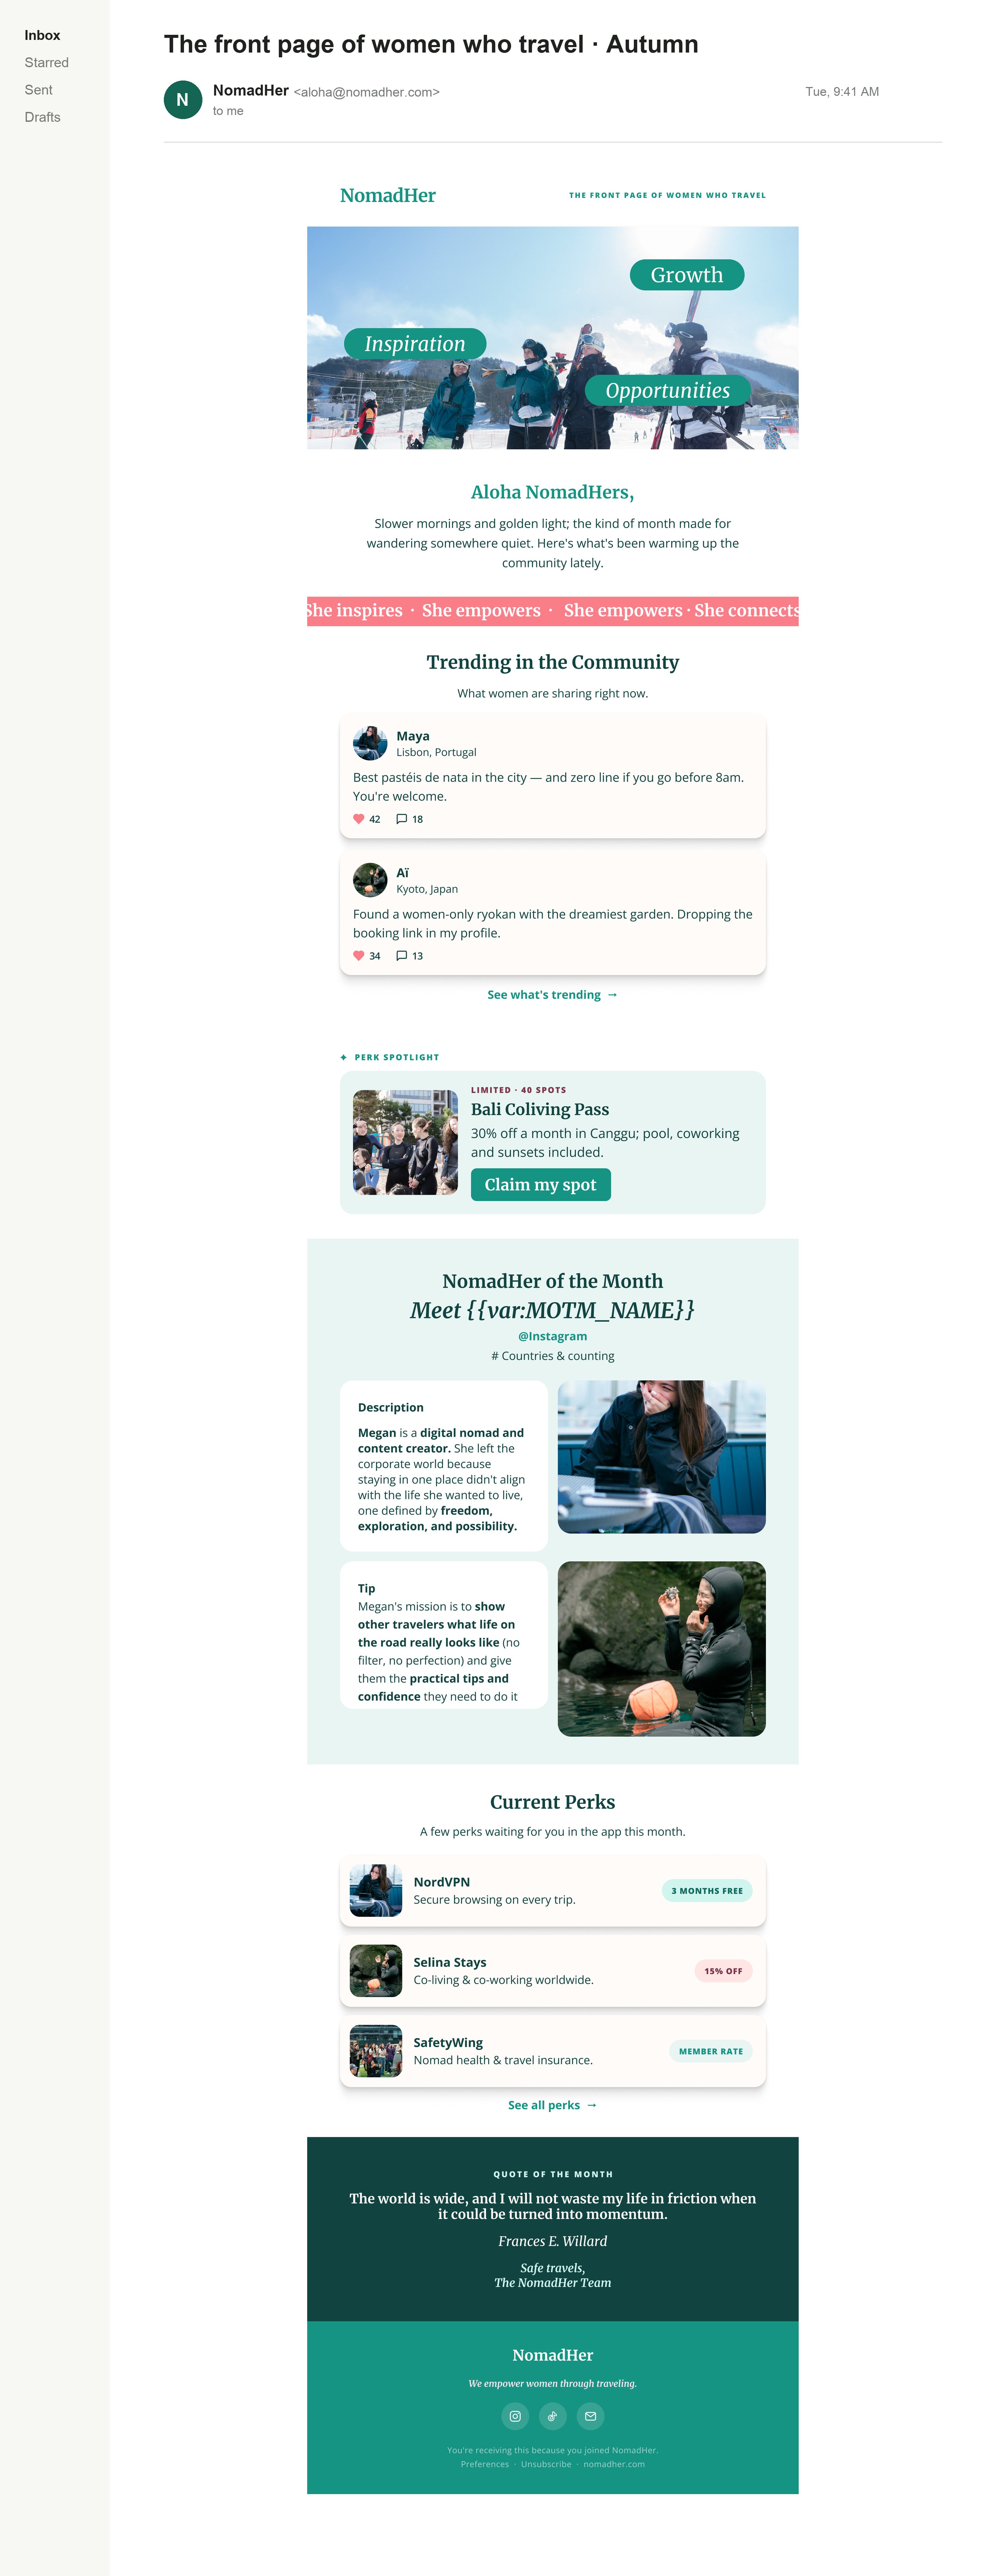 Inbox
Starred
Sent
Drafts
The front page of women who travel · Autumn
N
NomadHer <aloha@nomadher.com>
Tue, 9:41 AM
to me
NomadHer
THE FRONT PAGE OF WOMEN WHO TRAVEL
Growth
Inspiration
Opportunities
Aloha NomadHers,
Slower mornings and golden light; the kind of month made for
wandering somewhere quiet. Here's what's been warming up the
community lately.
She inspires · She empowers · She empowers · She connects
Trending in the Community
What women are sharing right now.
Maya
Lisbon, Portugal
Best pastéis de nata in the city — and zero line if you go before 8am.
You're welcome.
42 18
Aï
Kyoto, Japan
Found a women-only ryokan with the dreamiest garden. Dropping the
booking link in my profile.
34 13
See what's trending →
✦ PERK SPOTLIGHT
LIMITED · 40 SPOTS
Bali Coliving Pass
30% off a month in Canggu; pool, coworking
and sunsets included.
Claim my spot
NomadHer of the Month
Meet {{var:MOTM_NAME}}
@Instagram
# Countries & counting
Description
Megan is a digital nomad and
content creator. She left the
corporate world because
staying in one place didn't align
with the life she wanted to live,
one defined by freedom,
exploration, and possibility.
Tip
Megan's mission is to show
other travelers what life on
the road really looks like (no
filter, no perfection) and give
them the practical tips and
confidence they need to do it
Current Perks
A few perks waiting for you in the app this month.
NordVPN
Secure browsing on every trip.
3 MONTHS FREE
Selina Stays
Co-living & co-working worldwide.
15% OFF
SafetyWing
Nomad health & travel insurance.
MEMBER RATE
See all perks →
QUOTE OF THE MONTH
The world is wide, and I will not waste my life in friction when
it could be turned into momentum.
Frances E. Willard
Safe travels,
The NomadHer Team
NomadHer
We empower women through traveling.
You're receiving this because you joined NomadHer.
Preferences · Unsubscribe · nomadher.com